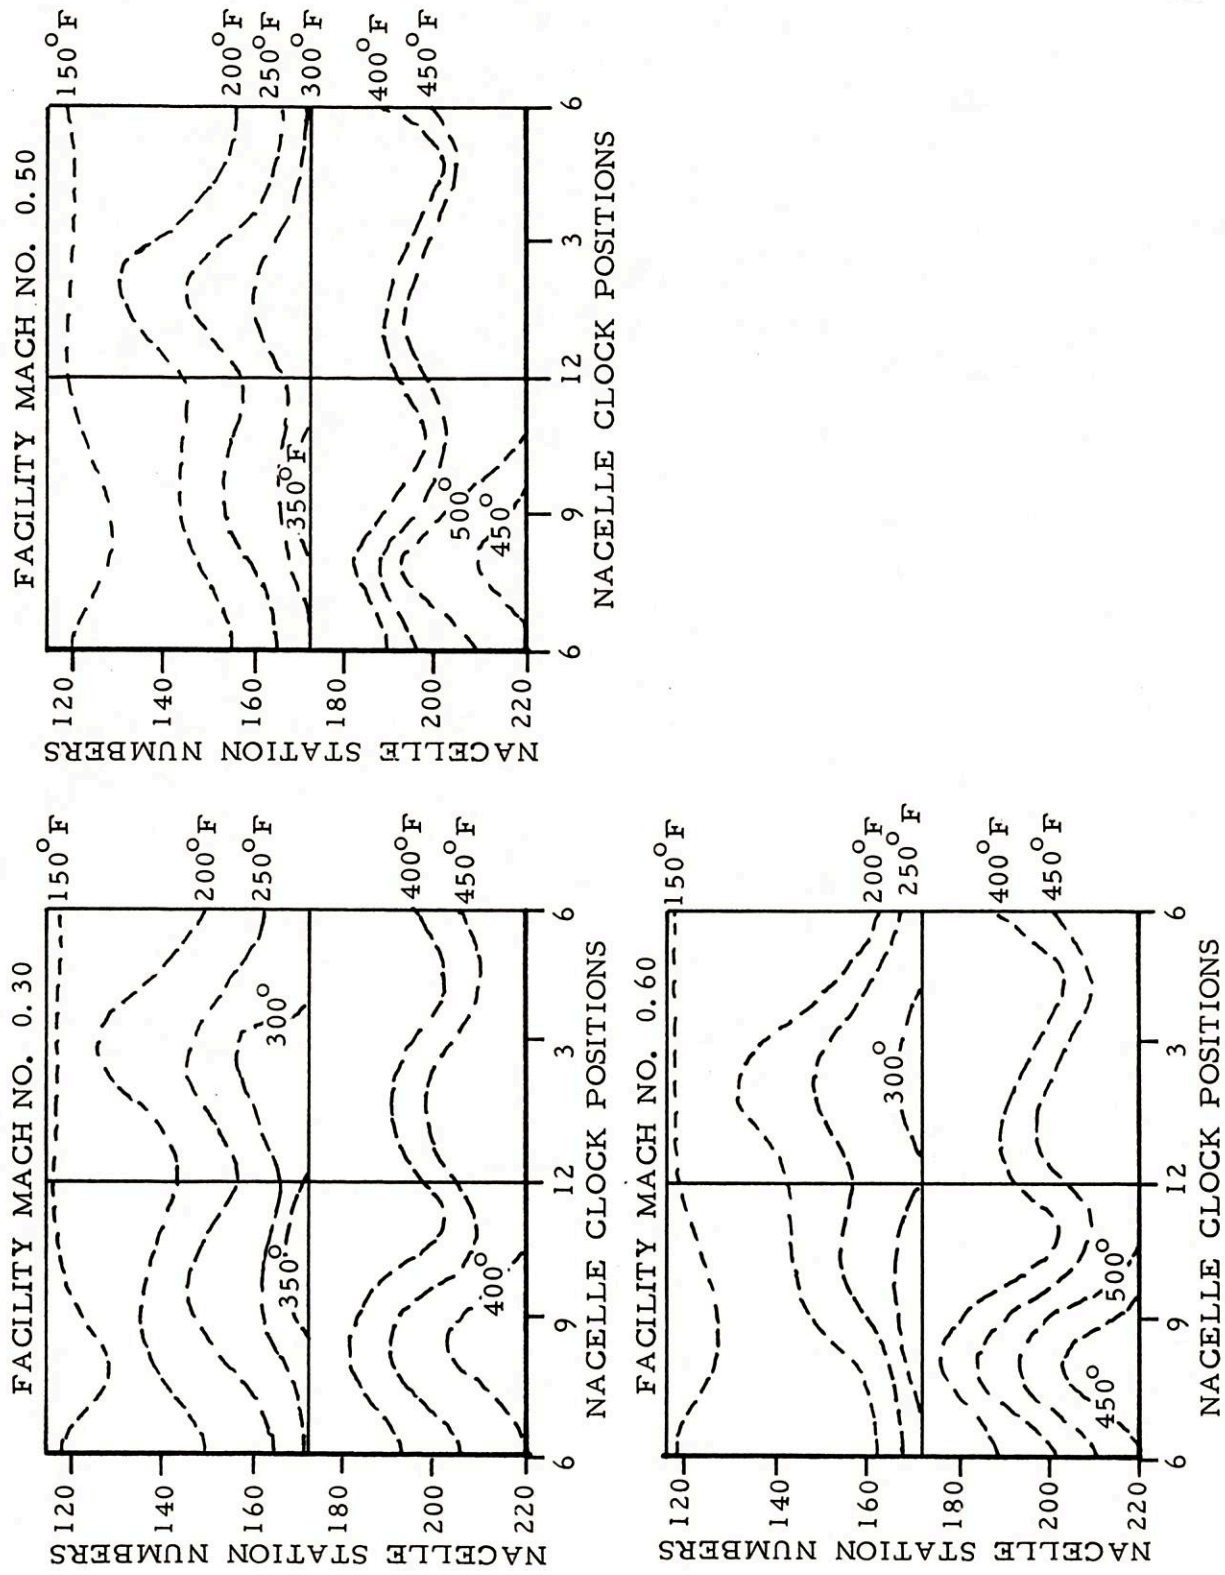 FACILITY MACH NO. 0.30
150°F
200°F
250°F
300°
350°
400°F
450°F
400°
120
140
160
180
200
220
NACELLE STATION NUMBERS
6
9
12
3
6
NACELLE CLOCK POSITIONS
FACILITY MACH NO. 0.50
150°F
200°F
250°F
300°F
350°F
400°F
450°F
500°
450°
120
140
160
180
200
220
NACELLE STATION NUMBERS
6
9
12
3
6
NACELLE CLOCK POSITIONS
FACILITY MACH NO. 0.60
150°F
200°F
250°F
300°
400°F
450°F
500°
450°
120
140
160
180
200
220
NACELLE STATION NUMBERS
6
9
12
3
6
NACELLE CLOCK POSITIONS